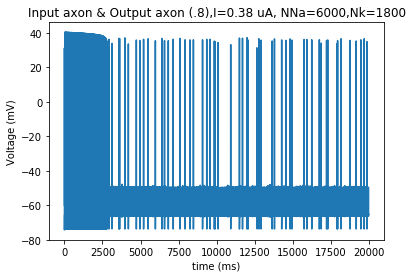 Input axon & Output axon (.8),I=0.38 uA, NNa=6000,Nk=1800
40
20
0
−20
−40
−60
−80
Voltage (mV)
0 2500 5000 7500 10000 12500 15000 17500 20000
time (ms)